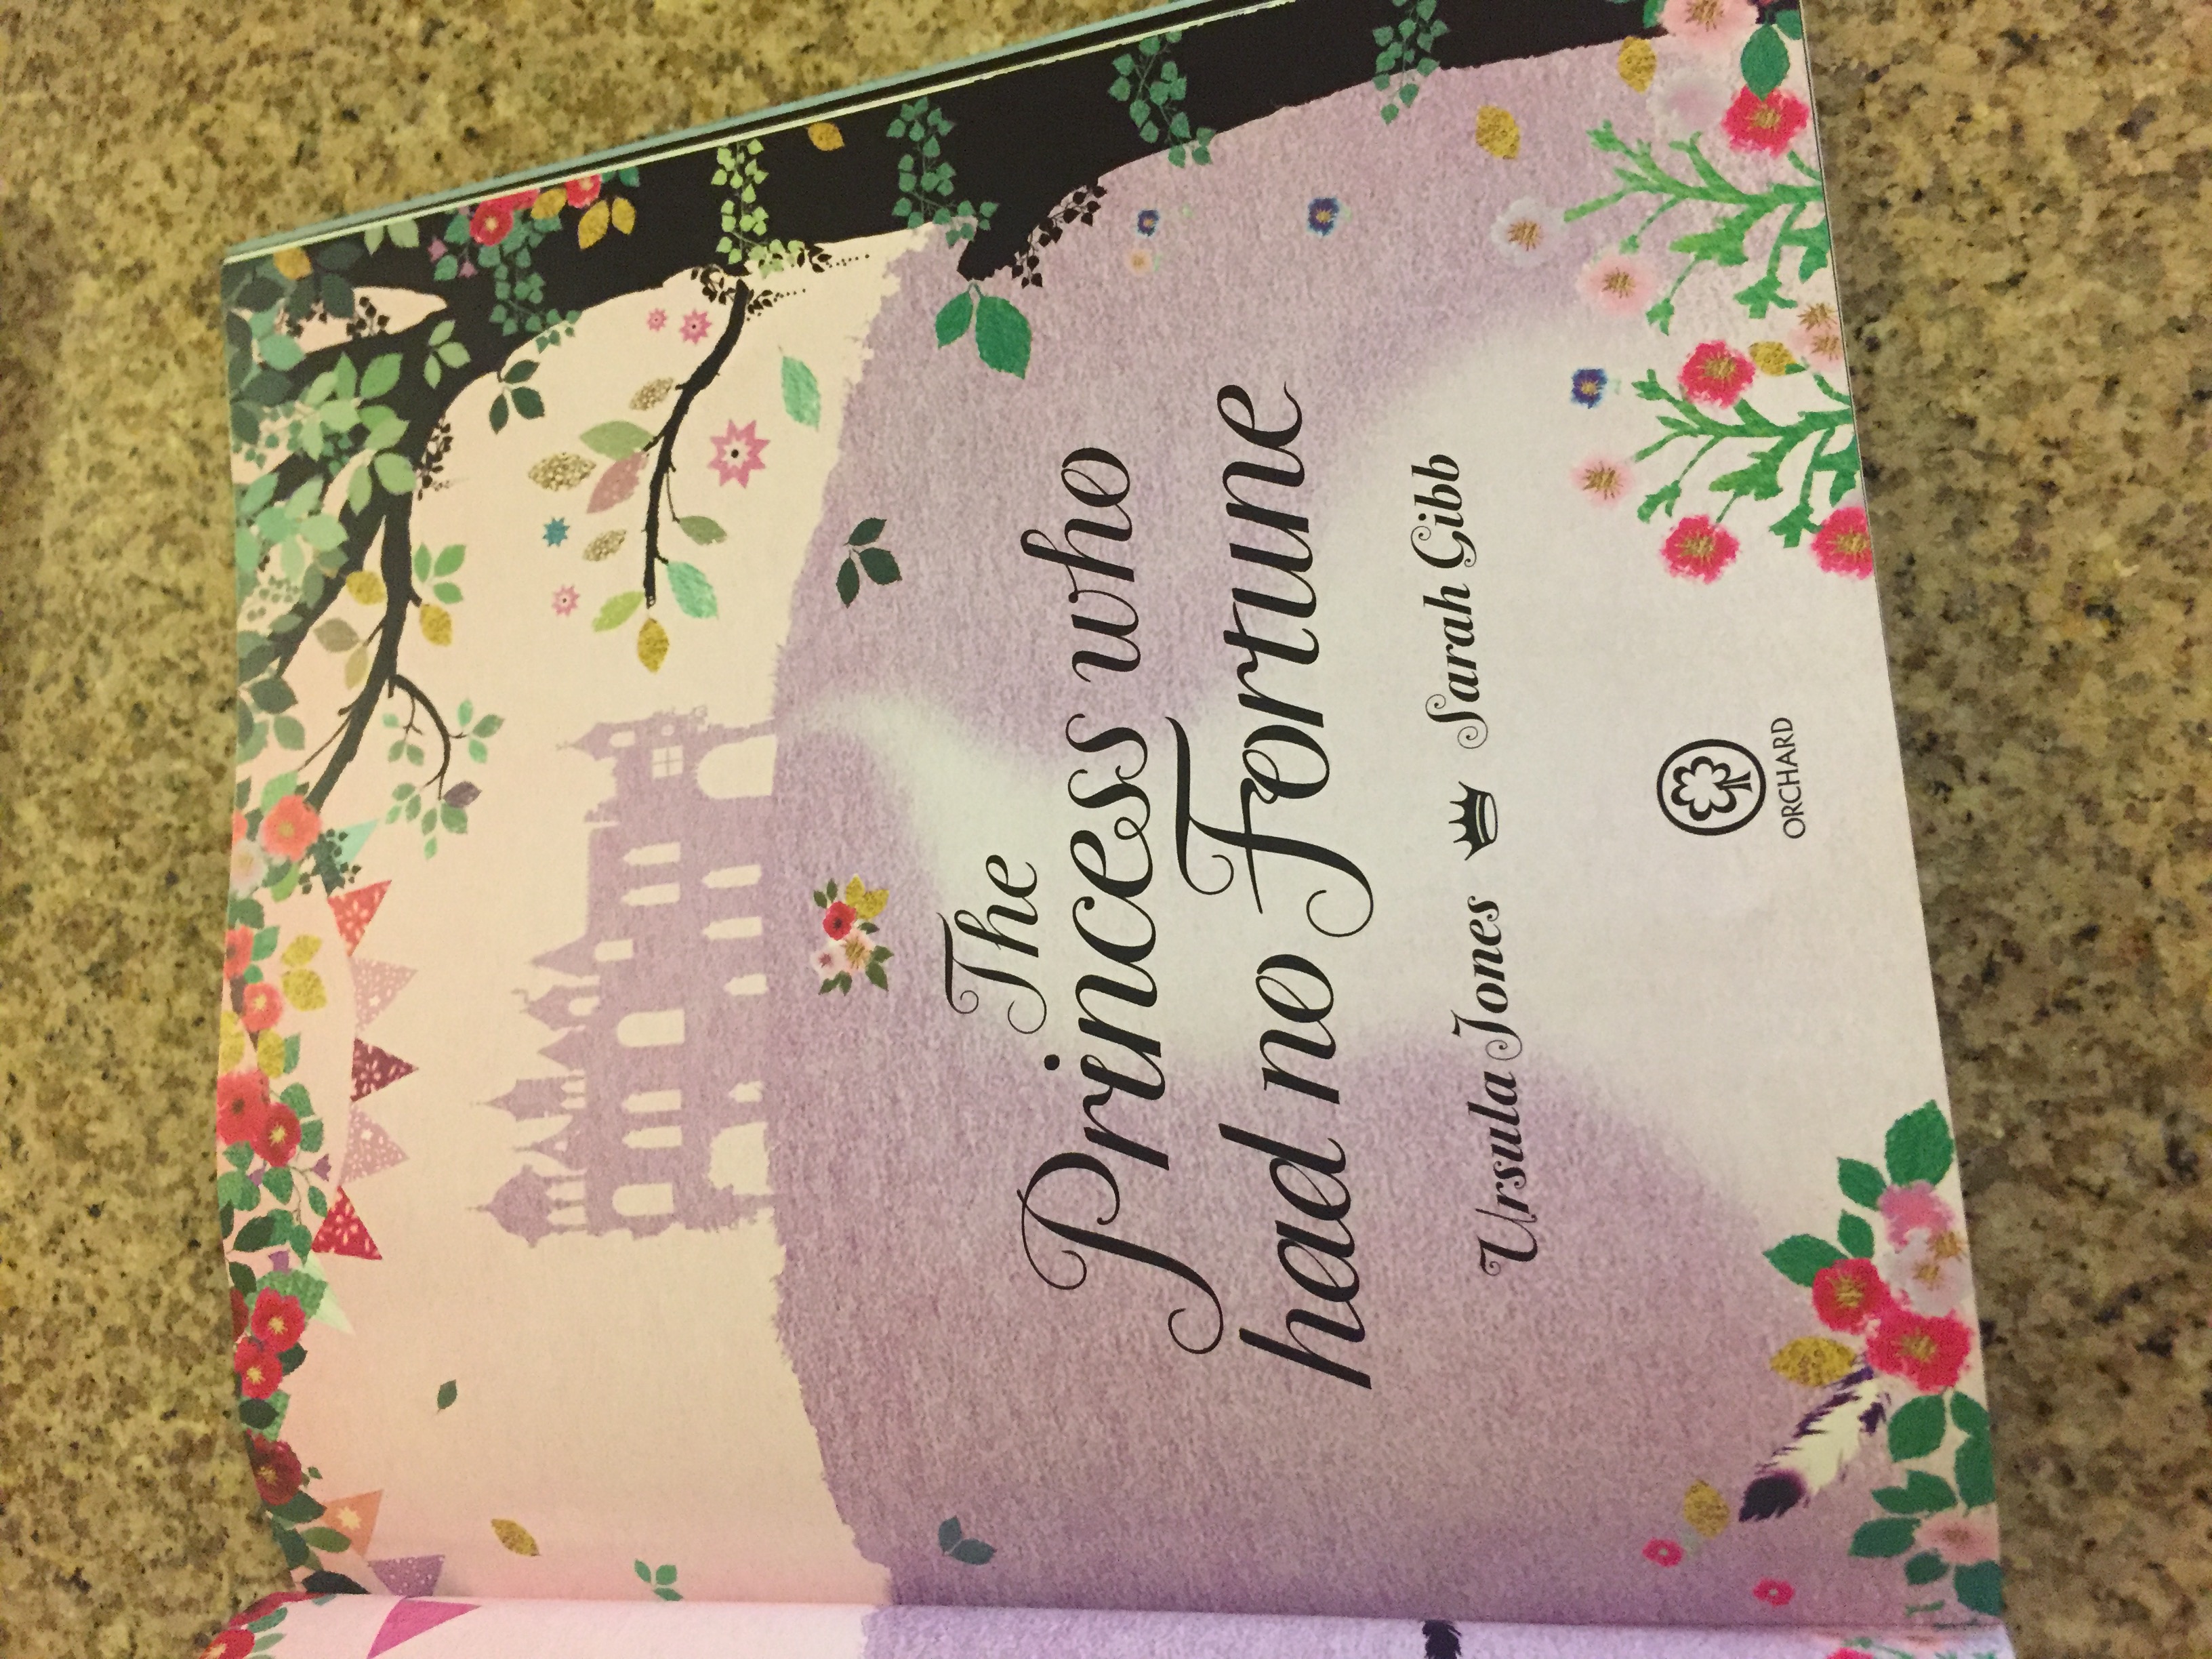 The
Princess who
had no Fortune
Ursula Jones Sarah Gibb
ORCHARD